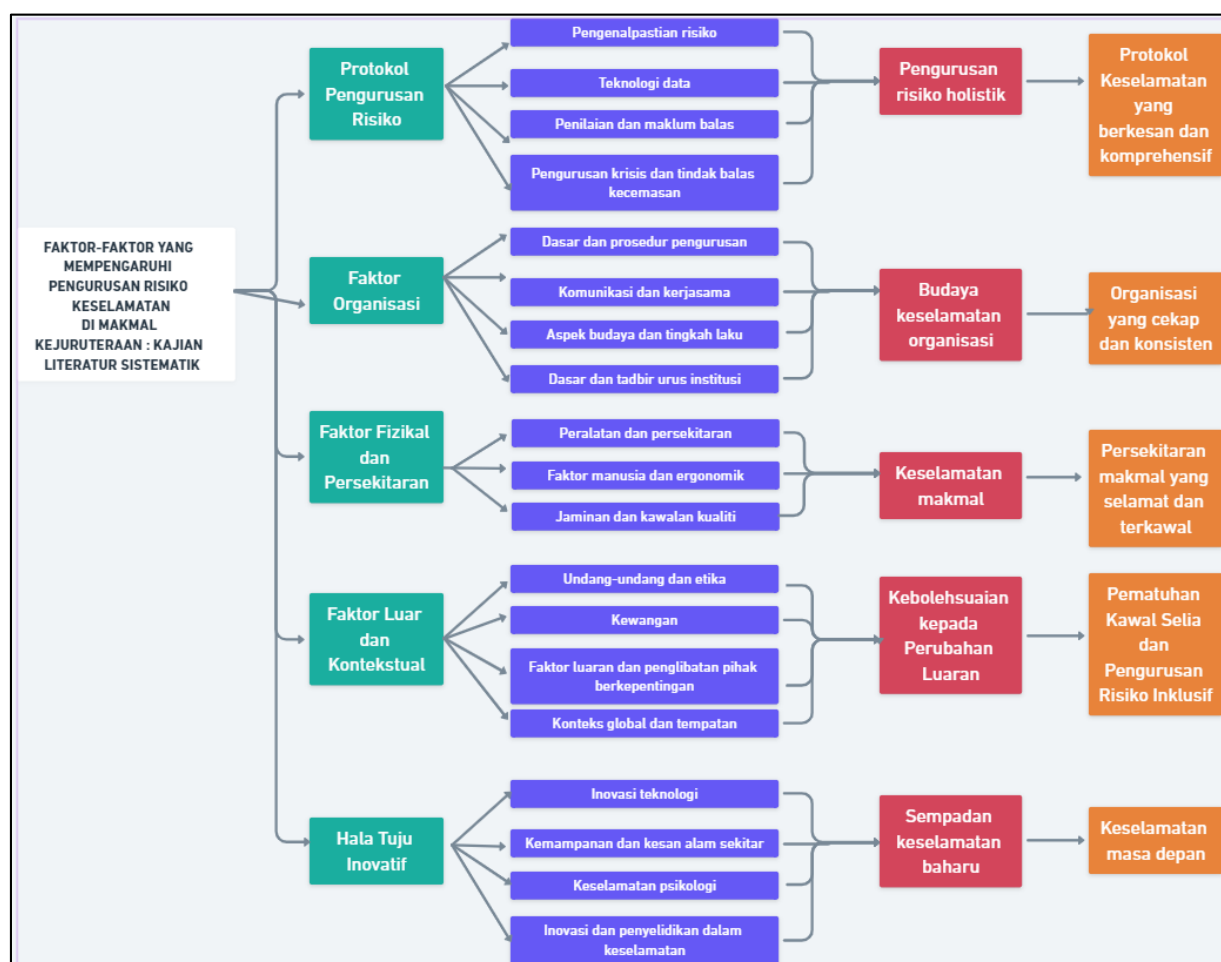 FAKTOR-FAKTOR YANG
MEMPENGARUHI
PENGURUSAN RISIKO
KESELAMATAN
DI MAKMAL
KEJURUTERAAN : KAJIAN
LITERATUR SISTEMATIK
Protokol
Pengurusan
Risiko
Pengenalpastian risiko
Teknologi data
Penilaian dan maklum balas
Pengurusan krisis dan tindak balas
kecemasan
Pengurusan
risiko holistik
Protokol
Keselamatan
yang
berkesan dan
komprehensif
Faktor
Organisasi
Dasar dan prosedur pengurusan
Komunikasi dan kerjasama
Aspek budaya dan tingkah laku
Dasar dan tadbir urus institusi
Budaya
keselamatan
organisasi
Organisasi
yang cekap
dan konsisten
Faktor Fizikal
dan
Persekitaran
Peralatan dan persekitaran
Faktor manusia dan ergonomik
Jaminan dan kawalan kualiti
Keselamatan
makmal
Persekitaran
makmal yang
selamat dan
terkawal
Faktor Luar
dan
Kontekstual
Undang-undang dan etika
Kewangan
Faktor luaran dan penglibatan pihak
berkepentingan
Konteks global dan tempatan
Kebolehsuaian
kepada
Perubahan
Luaran
Pematuhan
Kawal Selia
dan
Pengurusan
Risiko Inklusif
Hala Tuju
Inovatif
Inovasi teknologi
Kemampanan dan kesan alam sekitar
Keselamatan psikologi
Inovasi dan penyelidikan dalam
keselamatan
Sempadan
keselamatan
baharu
Keselamatan
masa depan